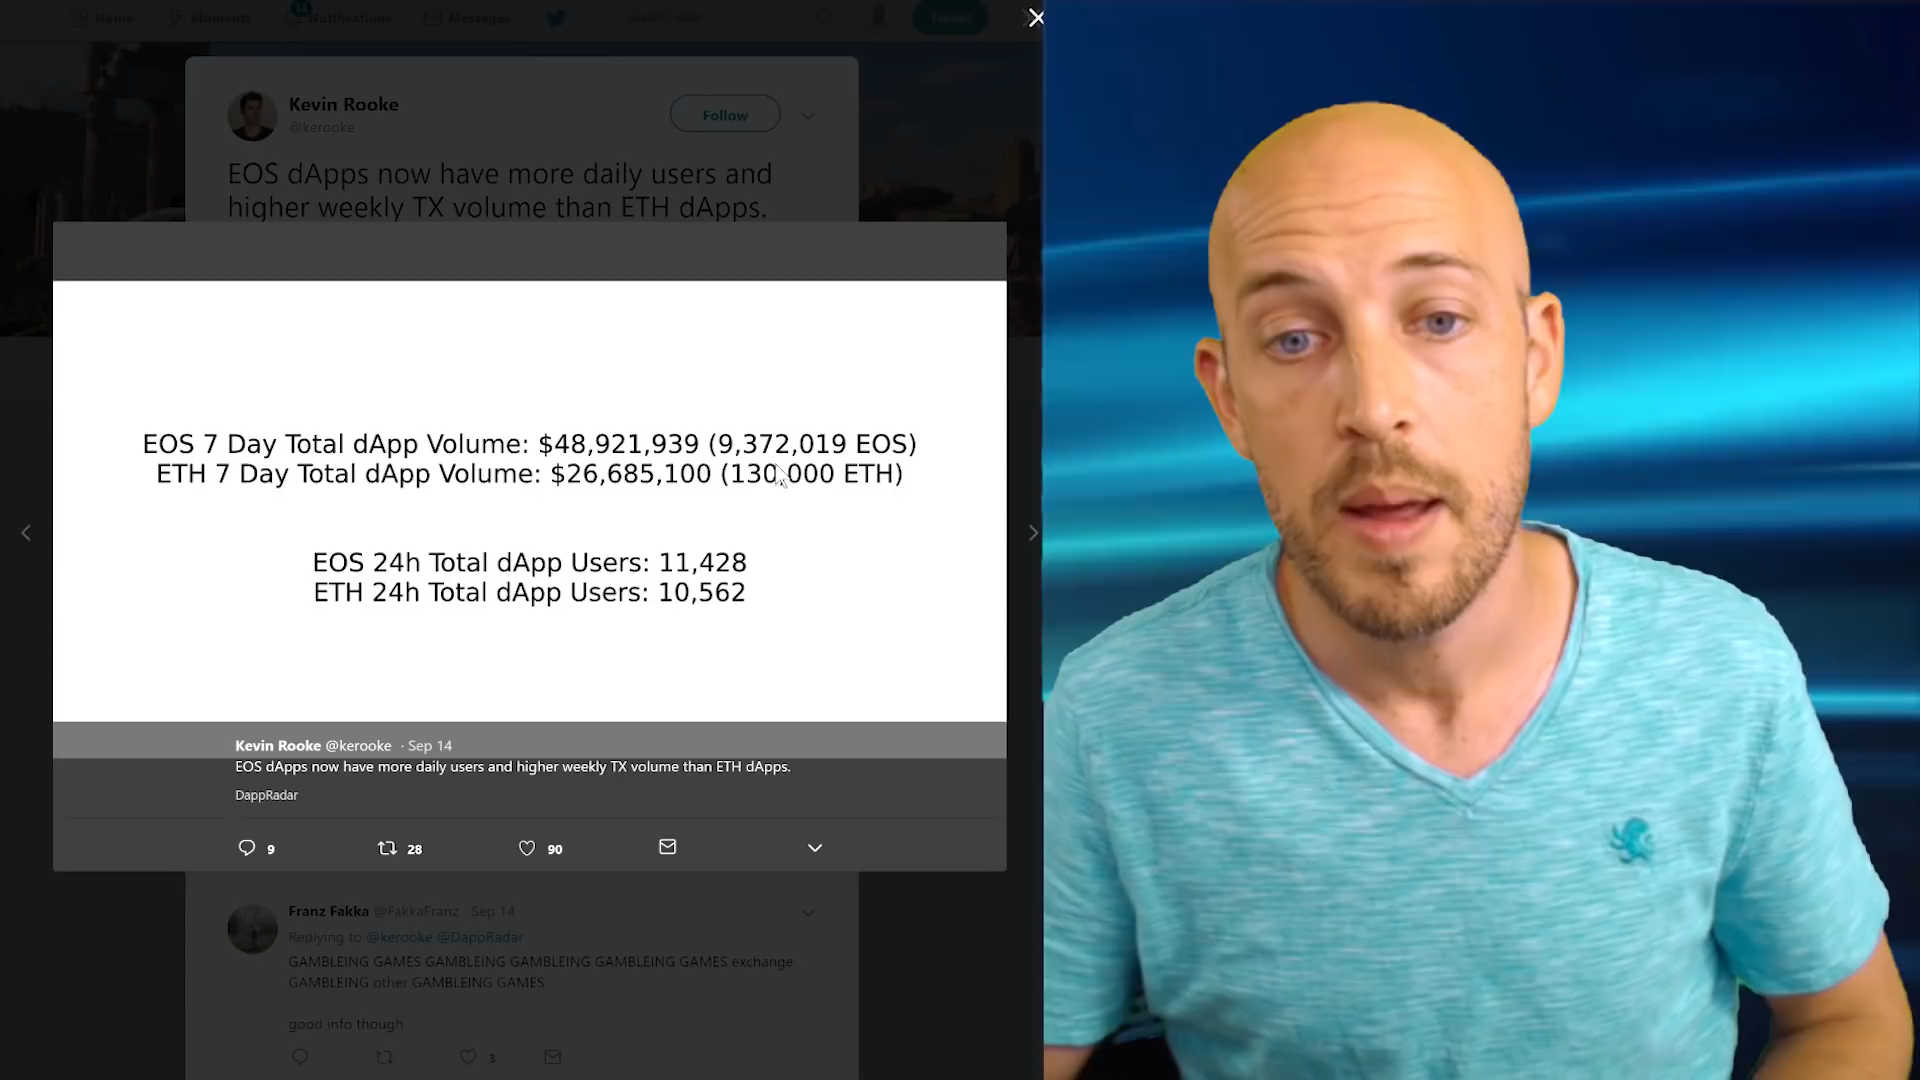 Home
Moments
Notifications
Messages
Tweet
Kevin Rooke
@kerooke
Follow
EOS dApps now have more daily users and
higher weekly TX volume than ETH dApps.
EOS 7 Day Total dApp Volume: $48,921,939 (9,372,019 EOS)
ETH 7 Day Total dApp Volume: $26,685,100 (130,000 ETH)
EOS 24h Total dApp Users: 11,428
ETH 24h Total dApp Users: 10,562
Kevin Rooke @kerooke · Sep 14
EOS dApps now have more daily users and higher weekly TX volume than ETH dApps.
DappRadar
9 28 90
Franz Fakka @FakkaFranz · Sep 14
Replying to @kerooke @DappRadar
GAMBLEING GAMES GAMBLEING GAMBLEING GAMBLEING GAMES exchange
GAMBLEING other GAMBLEING GAMES
good info though
3